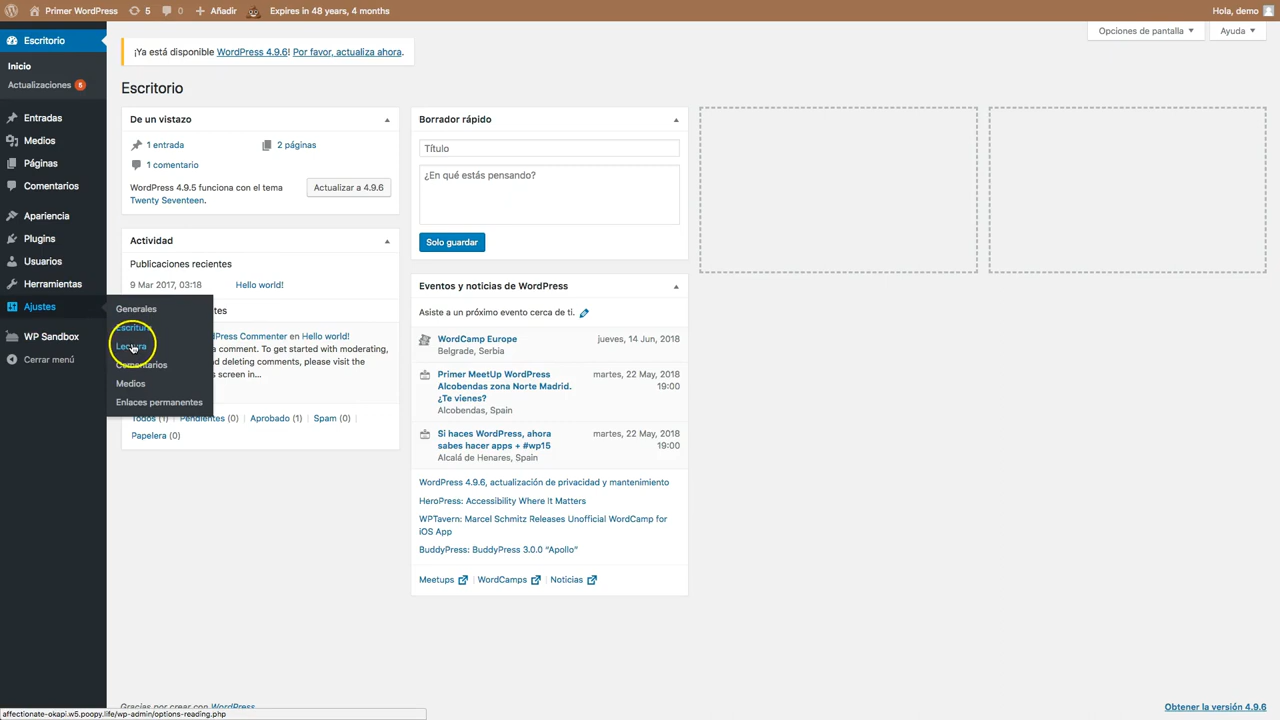 Primer WordPress
5
0
Añadir
Expires in 48 years, 4 months
Hola, demo
Escritorio
Inicio
Actualizaciones 5
Entradas
Medios
Páginas
Comentarios
Apariencia
Plugins
Usuarios
Herramientas
Ajustes
WP Sandbox
Cerrar menú
Generales
Escritura
Lectura
Comentarios
Medios
Enlaces permanentes
Opciones de pantalla
Ayuda
¡Ya está disponible WordPress 4.9.6! Por favor, actualiza ahora.
Escritorio
De un vistazo
1 entrada
2 páginas
1 comentario
WordPress 4.9.5 funciona con el tema
Twenty Seventeen.
Actualizar a 4.9.6
Actividad
Publicaciones recientes
9 Mar 2017, 03:18
Hello world!
Press Commenter en Hello world!
a comment. To get started with moderating,
and deleting comments, please visit the
screen in...
Todos (1)
Pendientes (0)
Aprobado (1)
Spam (0)
Papelera (0)
Borrador rápido
Título
¿En qué estás pensando?
Solo guardar
Eventos y noticias de WordPress
Asiste a un próximo evento cerca de ti.
WordCamp Europe
jueves, 14 Jun, 2018
Belgrade, Serbia
Primer MeetUp WordPress
martes, 22 May, 2018
Alcobendas zona Norte Madrid.
19:00
¿Te vienes?
Alcobendas, Spain
Si haces WordPress, ahora
martes, 22 May, 2018
sabes hacer apps + #wp15
19:00
Alcalá de Henares, Spain
WordPress 4.9.6, actualización de privacidad y mantenimiento
HeroPress: Accessibility Where It Matters
WPTavern: Marcel Schmitz Releases Unofficial WordCamp for
iOS App
BuddyPress: BuddyPress 3.0.0 “Apollo”
Meetups
WordCamps
Noticias
Gracias por crear con WordPress
affectionate-okapi.w5.poopy.life/wp-admin/options-reading.php
Obtener la versión 4.9.6